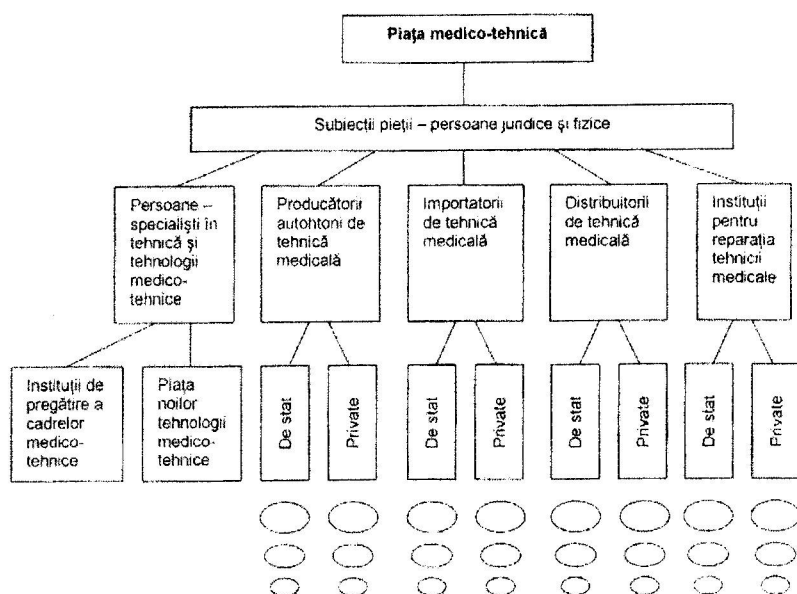 Piața medico-tehnică
Subiecții pieții – persoane juridice și fizice
Persoane –
specialiști în
tehnică și
tehnologii
medico-
tehnice
Producătorii
autohtoni de
tehnică
medicală
Importatorii
de tehnică
medicală
Distribuitorii
de tehnică
medicală
Instituții
pentru
reparația
tehnicii
medicale
Instituții de
pregătire a
cadrelor
medico-
tehnice
Piața
noilor
tehnologii
medico-
tehnice
De stat
Private
De stat
Private
De stat
Private
De stat
Private